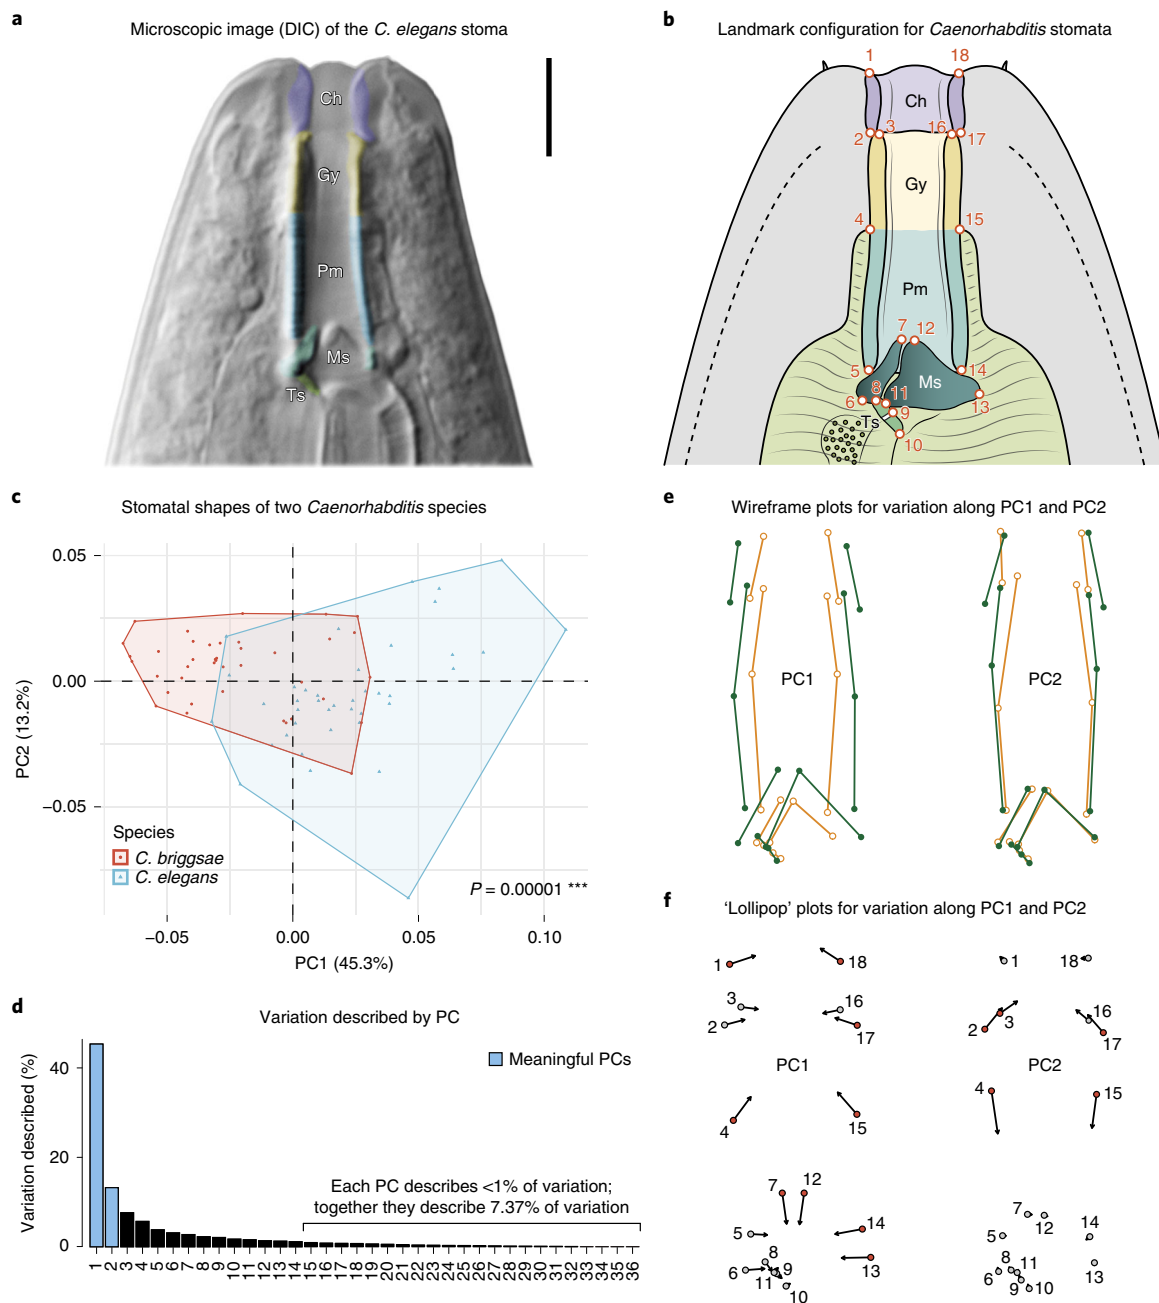 a
Microscopic image (DIC) of the C. elegans stoma
Ch
Gy
Pm
Ms
Ts
b
Landmark configuration for Caenorhabditis stomata
1
18
Ch
2
3
16
17
Gy
4
15
Pm
7
12
5
14
Ms
6
8
11
13
9
Ts
10
c
Stomatal shapes of two Caenorhabditis species
PC2 (13.2%)
0.05
0.00
−0.05
Species
C. briggsae
C. elegans
P = 0.00001 ***
−0.05
0.00
0.05
0.10
PC1 (45.3%)
d
Variation described by PC
Variation described (%)
40
20
0
Meaningful PCs
Each PC describes <1% of variation;
together they describe 7.37% of variation
1 2 3 4 5 6 7 8 9 10 11 12 13 14 15 16 17 18 19 20 21 22 23 24 25 26 27 28 29 30 31 32 33 34 35 36
e
Wireframe plots for variation along PC1 and PC2
PC1
PC2
f
‘Lollipop’ plots for variation along PC1 and PC2
1
18
3
16
2
17
PC1
4
15
7
12
5
14
8
6
9
13
11
10
1
18
16
2
3
17
PC2
4
15
7
12
5
14
8
11
6
13
9
10